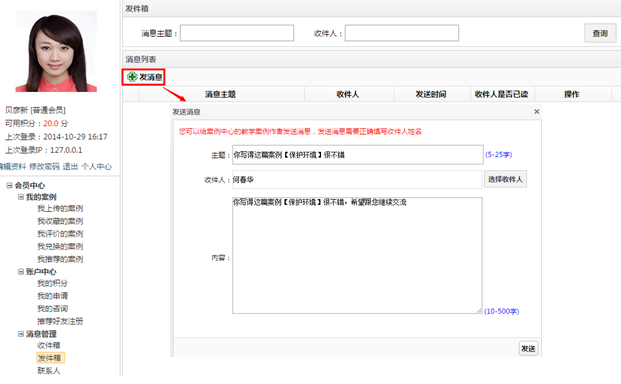 发件箱
消息主题：
收件人：
查询
消息列表
发消息
消息主题 收件人 发送时间 收件人是否已读 操作
发送消息
您可以给案例中心的教学案例作者发送消息，发送消息需要正确填写收件人姓名
主题： 你写得这篇案例【保护环境】很不错 (5-25字)
收件人： 何春华 选择收件人
内容： 你写得这篇案例【保护环境】很不错，希望跟您继续交流
(10-500字)
发送
贝彦新 [普通会员]
可用积分：20.0 分
上次登录：2014-10-29 16:17
上次登录IP：127.0.0.1
编辑资料 修改密码 退出 个人中心
会员中心
我的案例
我上传的案例
我收藏的案例
我评价的案例
我兑换的案例
我推荐的案例
账户中心
我的积分
我的申请
我的咨询
推荐好友注册
消息管理
收件箱
发件箱
联系人